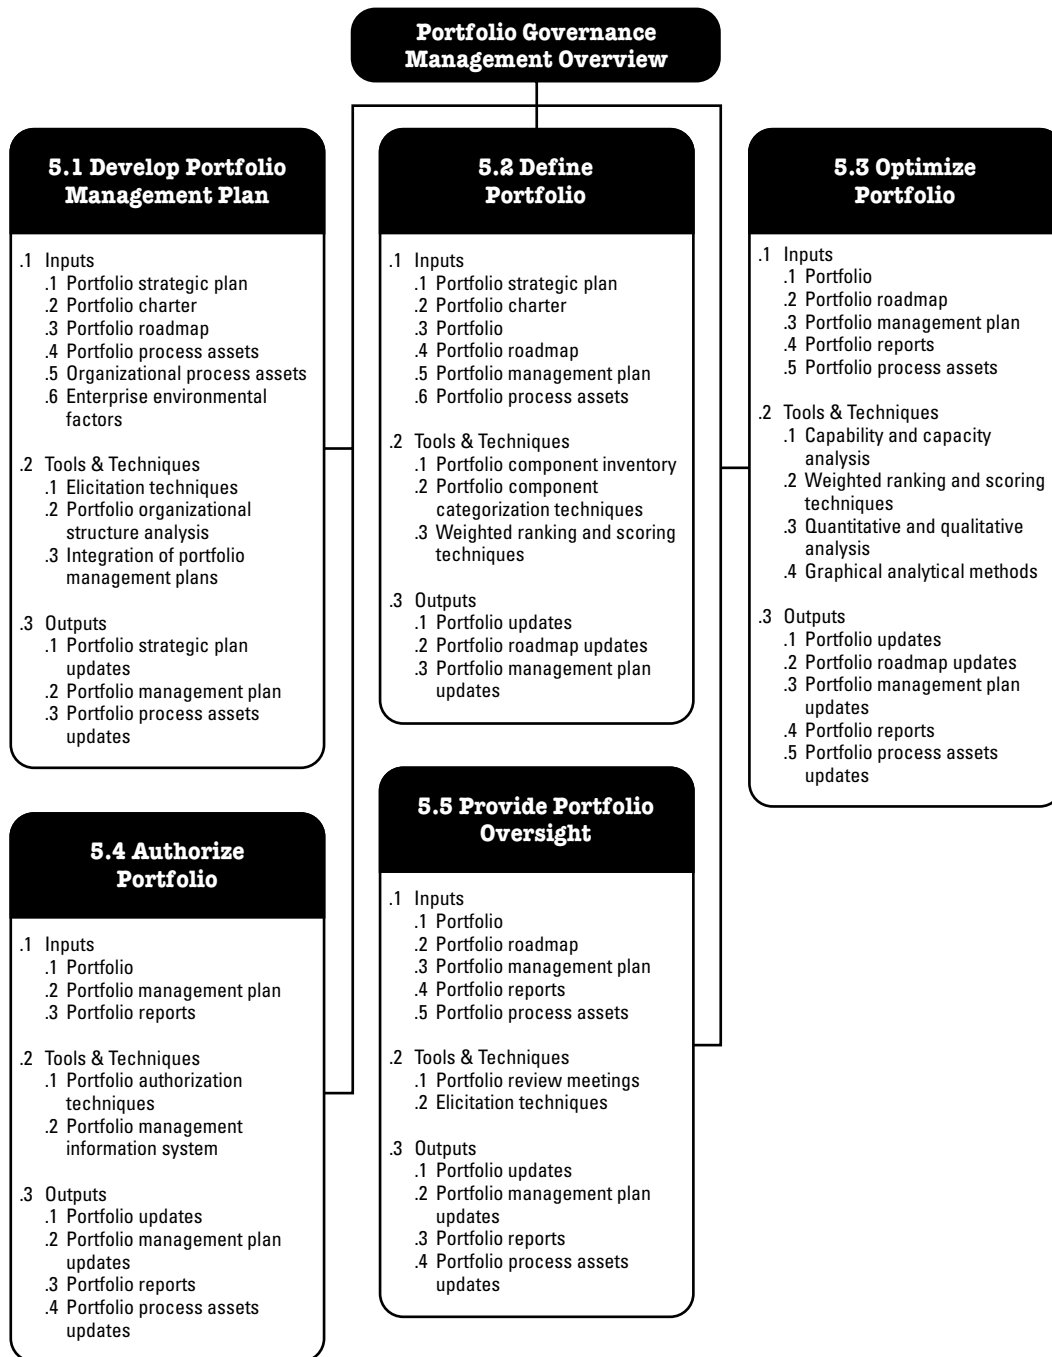 Portfolio Governance
Management Overview
5.1 Develop Portfolio
Management Plan
.1 Inputs
.1 Portfolio strategic plan
.2 Portfolio charter
.3 Portfolio roadmap
.4 Portfolio process assets
.5 Organizational process assets
.6 Enterprise environmental
factors
.2 Tools & Techniques
.1 Elicitation techniques
.2 Portfolio organizational
structure analysis
.3 Integration of portfolio
management plans
.3 Outputs
.1 Portfolio strategic plan
updates
.2 Portfolio management plan
.3 Portfolio process assets
updates
5.2 Define
Portfolio
.1 Inputs
.1 Portfolio strategic plan
.2 Portfolio charter
.3 Portfolio
.4 Portfolio roadmap
.5 Portfolio management plan
.6 Portfolio process assets
.2 Tools & Techniques
.1 Portfolio component inventory
.2 Portfolio component
categorization techniques
.3 Weighted ranking and scoring
techniques
.3 Outputs
.1 Portfolio updates
.2 Portfolio roadmap updates
.3 Portfolio management plan
updates
5.3 Optimize
Portfolio
.1 Inputs
.1 Portfolio
.2 Portfolio roadmap
.3 Portfolio management plan
.4 Portfolio reports
.5 Portfolio process assets
.2 Tools & Techniques
.1 Capability and capacity
analysis
.2 Weighted ranking and scoring
techniques
.3 Quantitative and qualitative
analysis
.4 Graphical analytical methods
.3 Outputs
.1 Portfolio updates
.2 Portfolio roadmap updates
.3 Portfolio management plan
updates
.4 Portfolio reports
.5 Portfolio process assets
updates
5.4 Authorize
Portfolio
.1 Inputs
.1 Portfolio
.2 Portfolio management plan
.3 Portfolio reports
.2 Tools & Techniques
.1 Portfolio authorization
techniques
.2 Portfolio management
information system
.3 Outputs
.1 Portfolio updates
.2 Portfolio management plan
updates
.3 Portfolio reports
.4 Portfolio process assets
updates
5.5 Provide Portfolio
Oversight
.1 Inputs
.1 Portfolio
.2 Portfolio roadmap
.3 Portfolio management plan
.4 Portfolio reports
.5 Portfolio process assets
.2 Tools & Techniques
.1 Portfolio review meetings
.2 Elicitation techniques
.3 Outputs
.1 Portfolio updates
.2 Portfolio management plan
updates
.3 Portfolio reports
.4 Portfolio process assets
updates